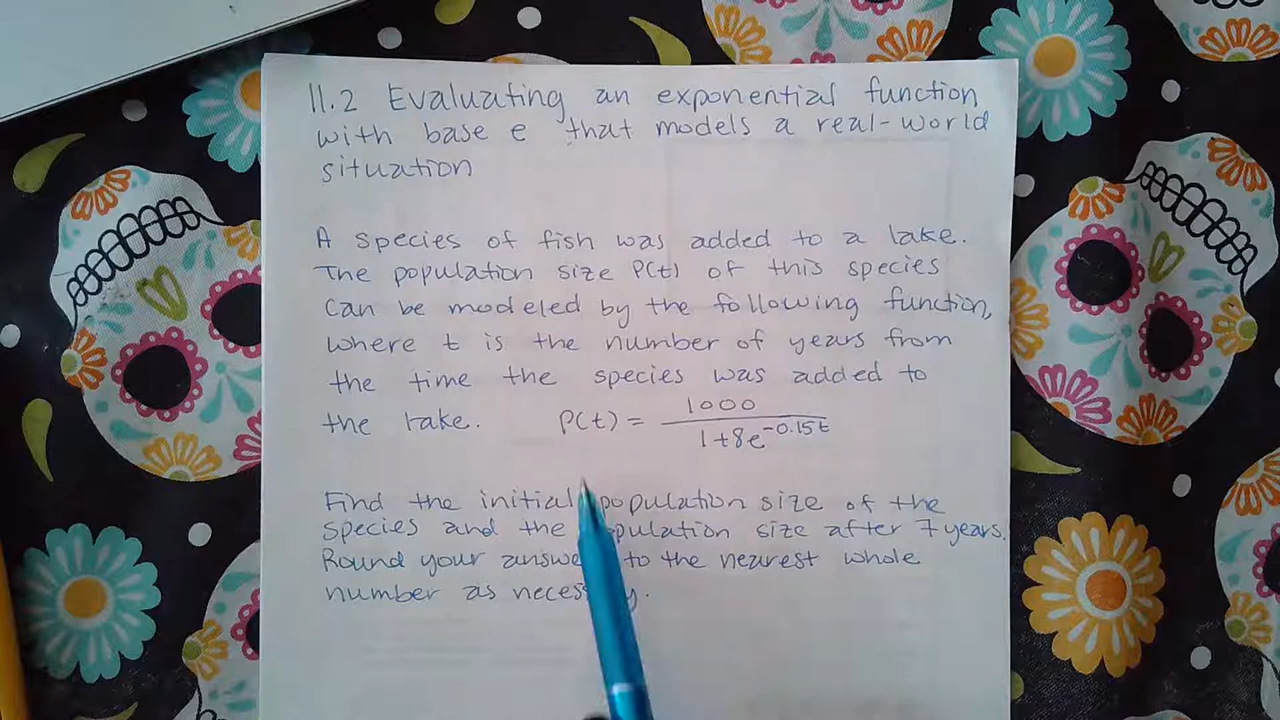 11.2 Evaluating an exponential function
with base e that models a real-world
situation
A species of fish was added to a lake.
The population size P(t) of this species
can be modeled by the following function,
where t is the number of years from
the time the species was added to
the lake. P(t) = 1000 / 1+8e^-0.15t
Find the initial population size of the
species and the population size after 7 years.
Round your answer to the nearest whole
number as necessary.